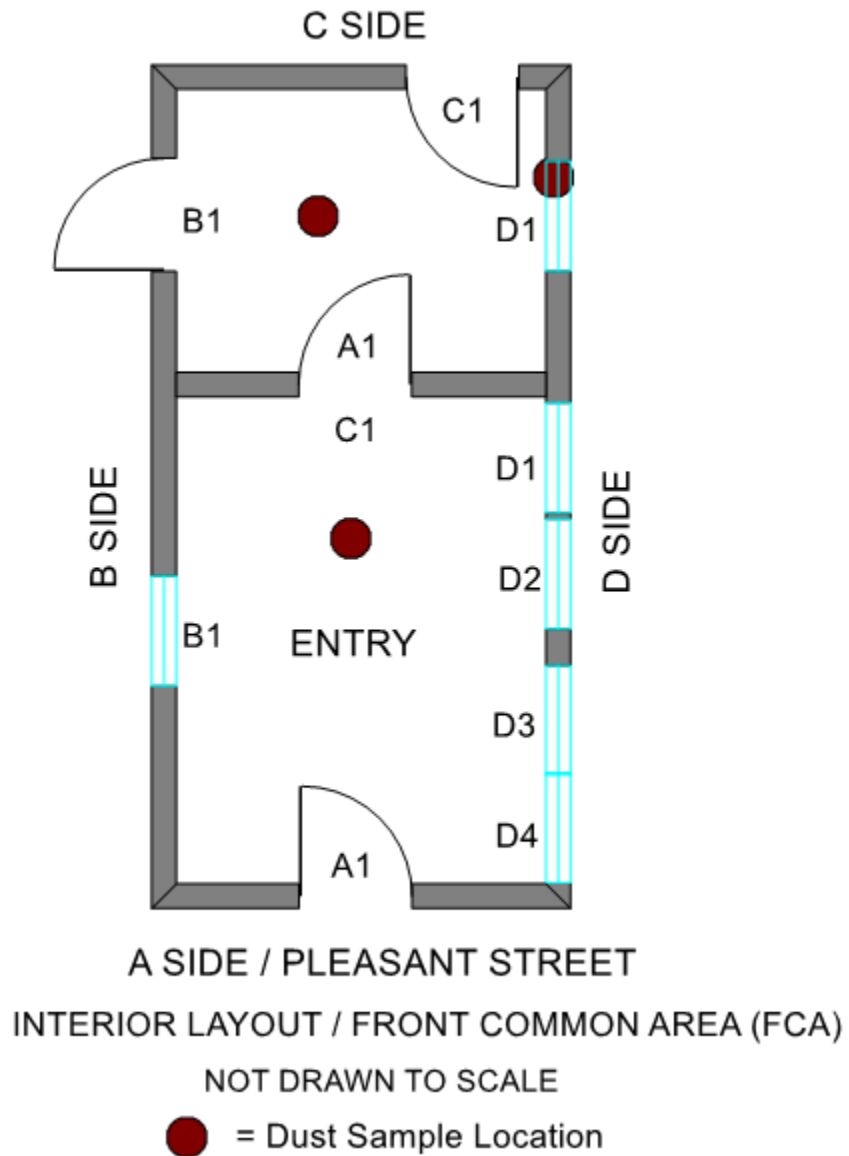 C SIDE
C1
B1
D1
A1
C1
D1
B SIDE
D SIDE
D2
B1
ENTRY
D3
D4
A1
A SIDE / PLEASANT STREET
INTERIOR LAYOUT / FRONT COMMON AREA (FCA)
NOT DRAWN TO SCALE
= Dust Sample Location